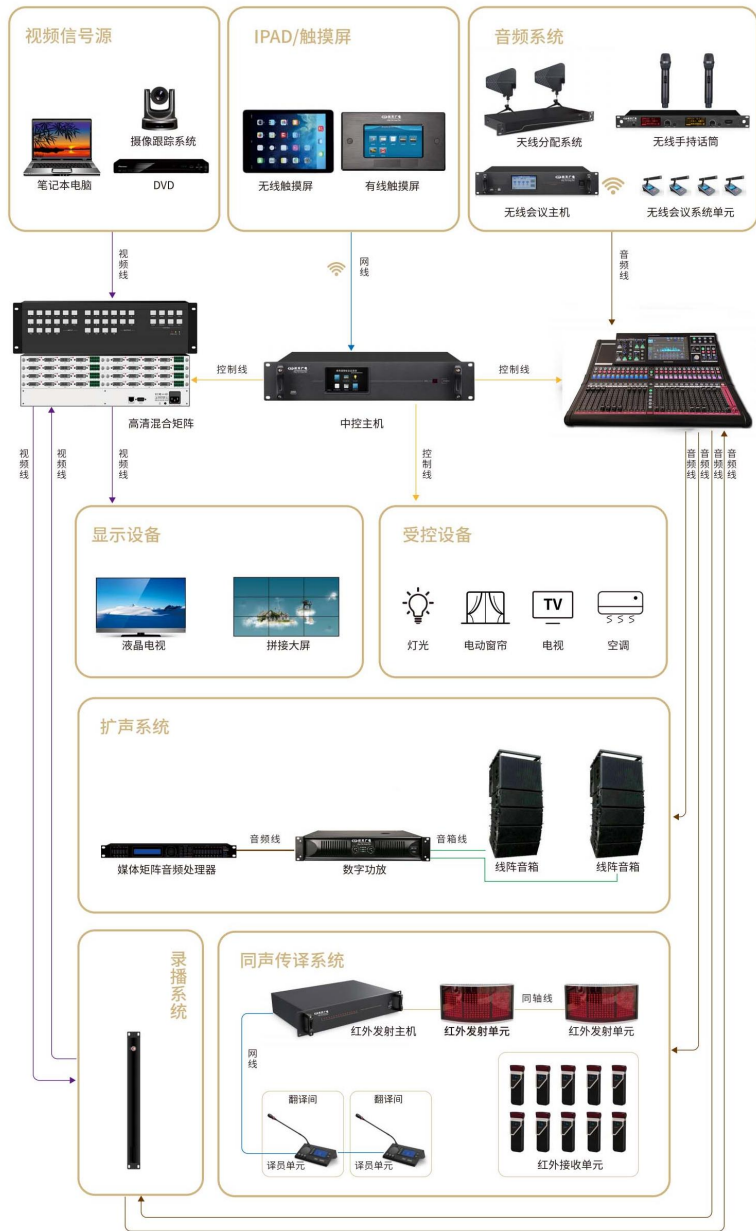 视频信号源
摄像跟踪系统
笔记本电脑
DVD
IPAD/触摸屏
无线触摸屏
有线触摸屏
音频系统
天线分配系统
无线手持话筒
无线会议主机
无线会议系统单元
视频线
网线
音频线
控制线
控制线
高清混合矩阵
中控主机
视频线
视频线
视频线
控制线
音频线
音频线
音频线
音频线
显示设备
液晶电视
拼接大屏
受控设备
TV
灯光
电动窗帘
电视
空调
扩声系统
音频线
音箱线
媒体矩阵音频处理器
数字功放
线阵音箱
线阵音箱
录播系统
同声传译系统
同轴线
红外发射主机
红外发射单元
红外发射单元
网线
翻译间
翻译间
译员单元
译员单元
红外接收单元